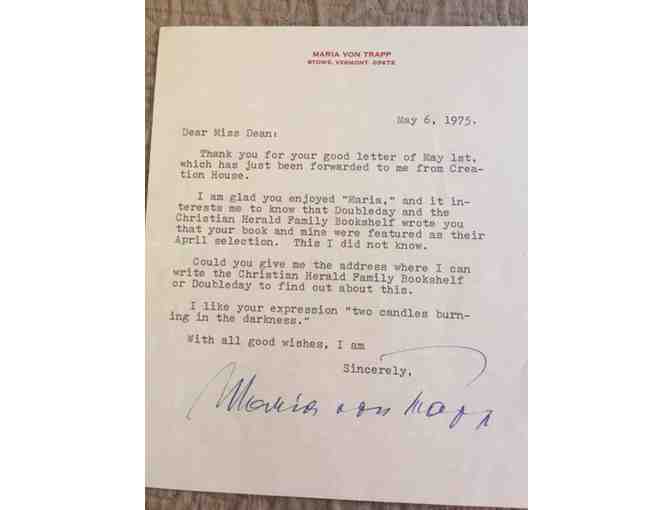 MARIA VON TRAPP
STOWE, VERMONT 05672
May 6, 1975.
Dear Miss Dean:
Thank you for your good letter of May 1st,
which has just been forwarded to me from Crea-
tion House.
I am glad you enjoyed "Maria," and it in-
terests me to know that Doubleday and the
Christian Herald Family Bookshelf wrote you
that your book and mine were featured as their
April selection. This I did not know.
Could you give me the address where I can
write the Christian Herald Family Bookshelf
or Doubleday to find out about this.
I like your expression "two candles burn-
ing in the darkness."
With all good wishes, I am
Sincerely,
Maria von Trapp